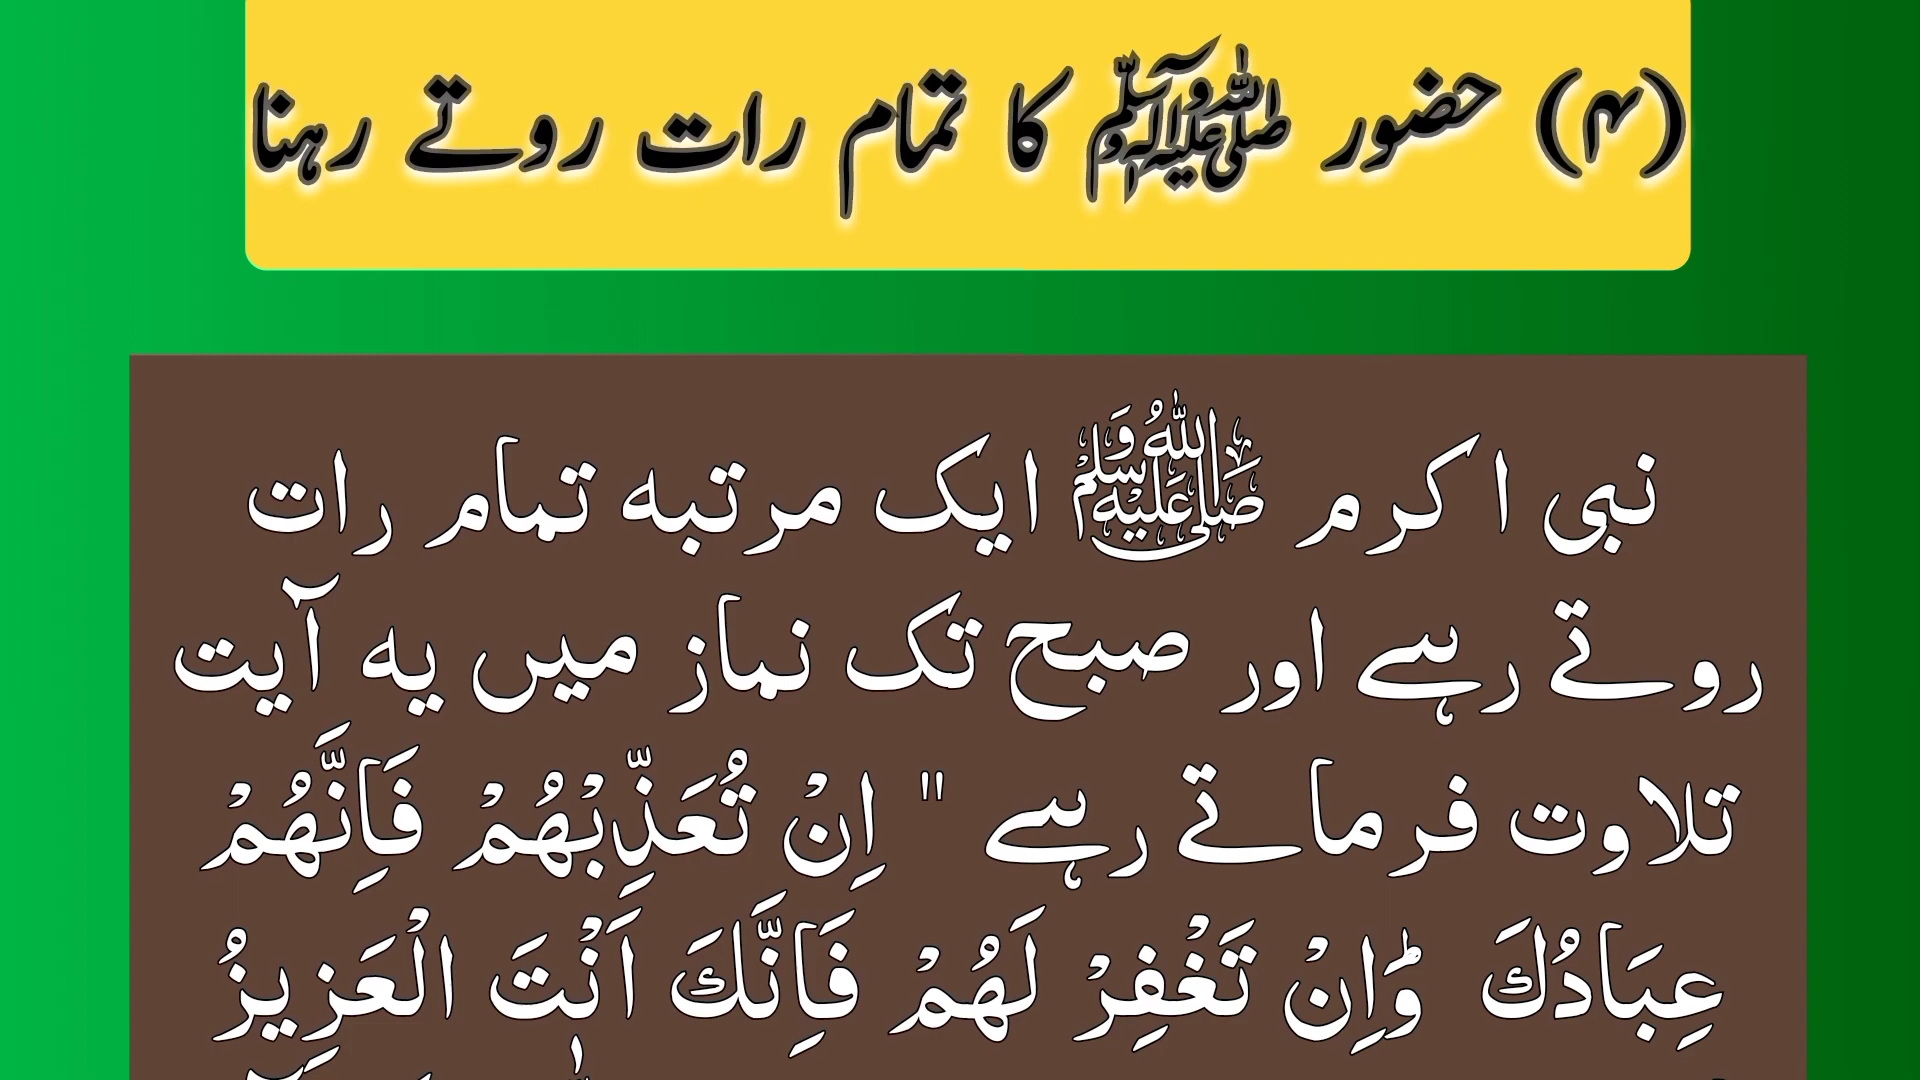 (۴) حضور ﷺ کا تمام رات روتے رہنا
نبی اکرم ﷺ ایک مرتبہ تمام رات
روتے رہے اور صبح تک نماز میں یہ آیت
تلاوت فرماتے رہے " اِنْ تُعَذِّبْهُمْ فَاِنَّهُمْ
عِبَادُكَ ۚ وَاِنْ تَغْفِرْ لَهُمْ فَاِنَّكَ اَنْتَ الْعَزِيزُ